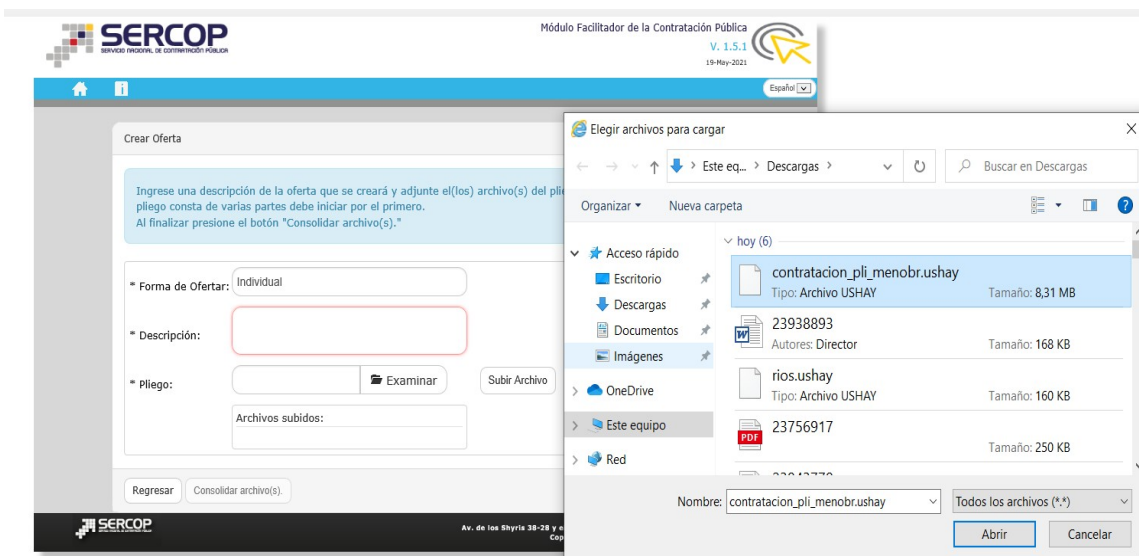 SERCOP
SERVICIO NACIONAL DE CONTRATACIÓN PÚBLICA
Módulo Facilitador de la Contratación Pública
V. 1.5.1
19-May-2021
Español
Crear Oferta
Ingrese una descripción de la oferta que se creará y adjunte el(los) archivo(s) del
pliego consta de varias partes debe iniciar por el primero.
Al finalizar presione el botón "Consolidar archivo(s)."
* Forma de Ofertar: Individual
* Descripción:
* Pliego: Examinar Subir Archivo
Archivos subidos:
Regresar Consolidar archivo(s).
SERCOP
Av. de los Shyris 38-28 y
Elegir archivos para cargar
Este eq... > Descargas >
Buscar en Descargas
Organizar Nueva carpeta
Acceso rápido
Escritorio
Descargas
Documentos
Imágenes
OneDrive
Este equipo
Red
hoy (6)
contratacion_pli_menobr.ushay
Tipo: Archivo USHAY Tamaño: 8,31 MB
23938893
Autores: Director Tamaño: 168 KB
rios.ushay
Tipo: Archivo USHAY Tamaño: 160 KB
PDF
23756917
Tamaño: 250 KB
Nombre: contratacion_pli_menobr.ushay Todos los archivos (*.*)
Abrir Cancelar